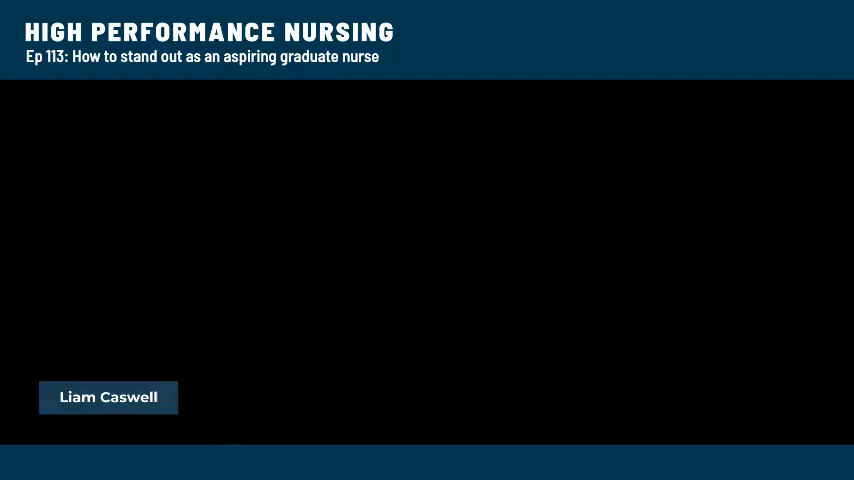 HIGH PERFORMANCE NURSING
Ep 113: How to stand out as an aspiring graduate nurse
Liam Caswell